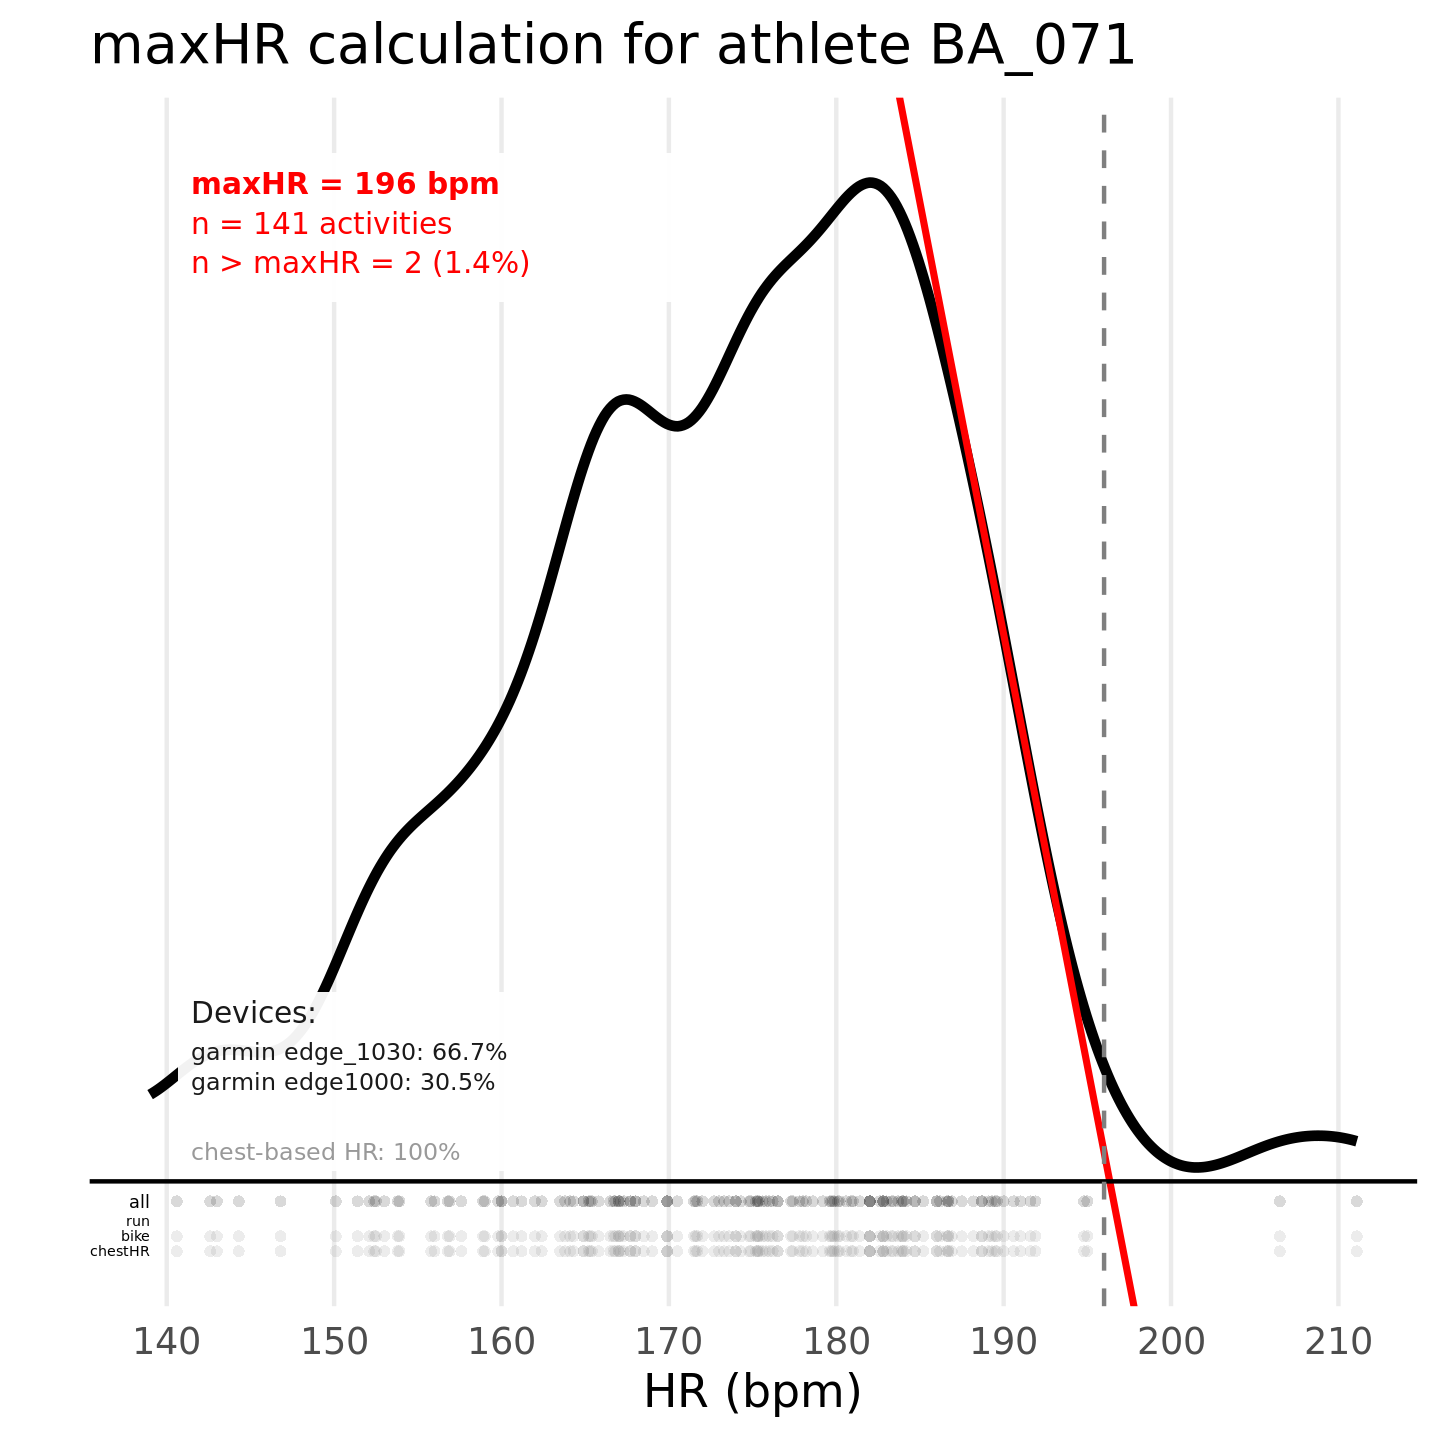 maxHR calculation for athlete BA_071
maxHR = 196 bpm
n = 141 activities
n > maxHR = 2 (1.4%)
Devices:
garmin edge_1030: 66.7%
garmin edge1000: 30.5%
chest-based HR: 100%
all
run
bike
chestHR
140 150 160 170 180 190 200 210
HR (bpm)